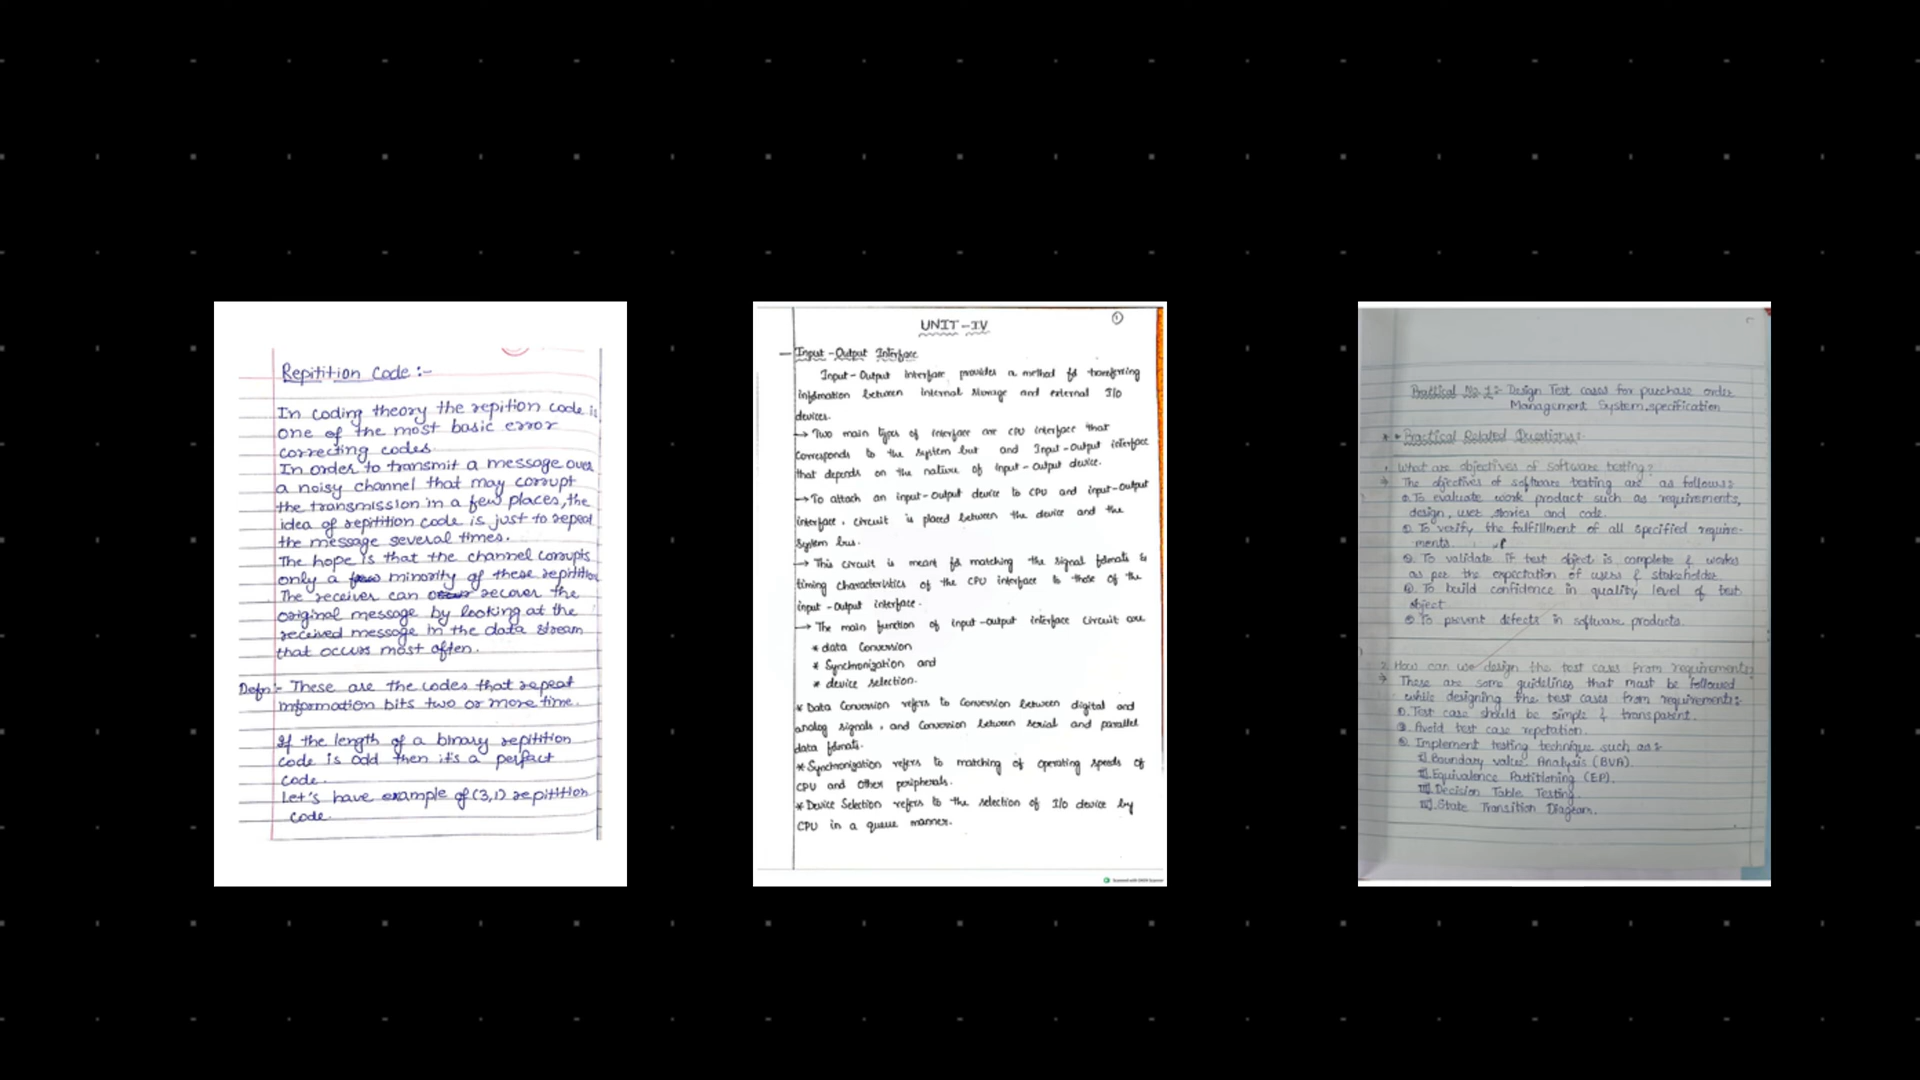 Repitition Code :-
In coding theory the repition code is
one of the most basic error
correcting codes.
In order to transmit a message over
a noisy channel that may corrupt
the transmission in a few places, the
idea of repitition code is just to repeat
the message several times.
The hope is that the channel corrupts
only a few minority of these repitition
The receiver can recover the
original message by looking at the
received message in the data stream
that occurs most often.
Defn:- These are the codes that repeat
information bits two or more time.
If the length of a binary repitition
code is odd then it's a perfect
code.
Let's have example of (3,1) repitition
code.
UNIT-IV
1
Input-Output Interface
Input-Output interface provides a method for transferring
information between internal storage and external I/O
devices.
→ Two main types of interface are CPU interface that
corresponds to the system bus and Input-Output interface
that depends on the nature of input-output device.
→ To attach an input-output device to CPU and input-output
interface, circuit is placed between the device and the
system bus.
→ This circuit is meant for matching the signal formats &
timing characteristics of the CPU interface to those of the
input-output interface.
→ The main function of input-output interface circuit are
* data Conversion
* Synchronization and
* device selection.
* Data Conversion refers to conversion between digital and
analog signals, and conversion between serial and parallel
data formats.
* Synchronization refers to matching of operating speeds of
CPU and other peripherals.
* Device Selection refers to the selection of I/O device by
CPU in a queue manner.
Practical No 1:- Design Test cases for purchase order
Management System specification
* Practical Related Questions:
1. What are objectives of software testing?
→ The objectives of software testing are as follows:
①. To evaluate work product such as requirements,
design, user stories and code.
②. To verify the fulfillment of all specified require-
ments.
③. To validate if test object is complete & works
as per the expectation of users & stakeholder
④. To build confidence in quality level of test
object
⑤ To prevent defects in software products.
2. How can we design the test cases from requirements?
→ These are some guidelines that must be followed
while designing the test cases from requirements:
①. Test case should be simple & transparent.
②. Avoid test case repetation.
③. Implement testing technique such as:
I]. Boundary value Analysis (BVA).
II]. Equivalence Partitioning (EP).
III]. Decision Table Testing.
IV]. State Transition Diagram.